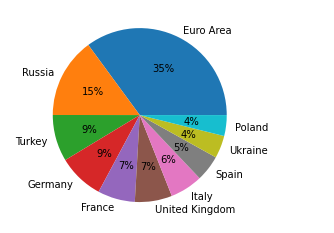 Euro Area
35%
Russia
15%
Turkey
9%
Germany
9%
France
7%
United Kingdom
7%
Italy
6%
Spain
5%
Ukraine
4%
Poland
4%